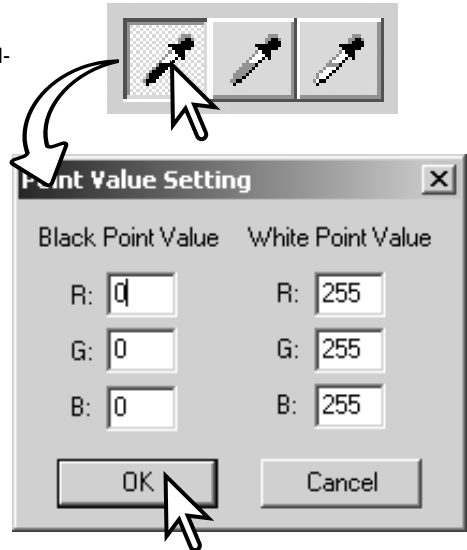 Point Value Setting
Black Point Value White Point Value
R: 0 R: 255
G: 0 G: 255
B: 0 B: 255
OK Cancel